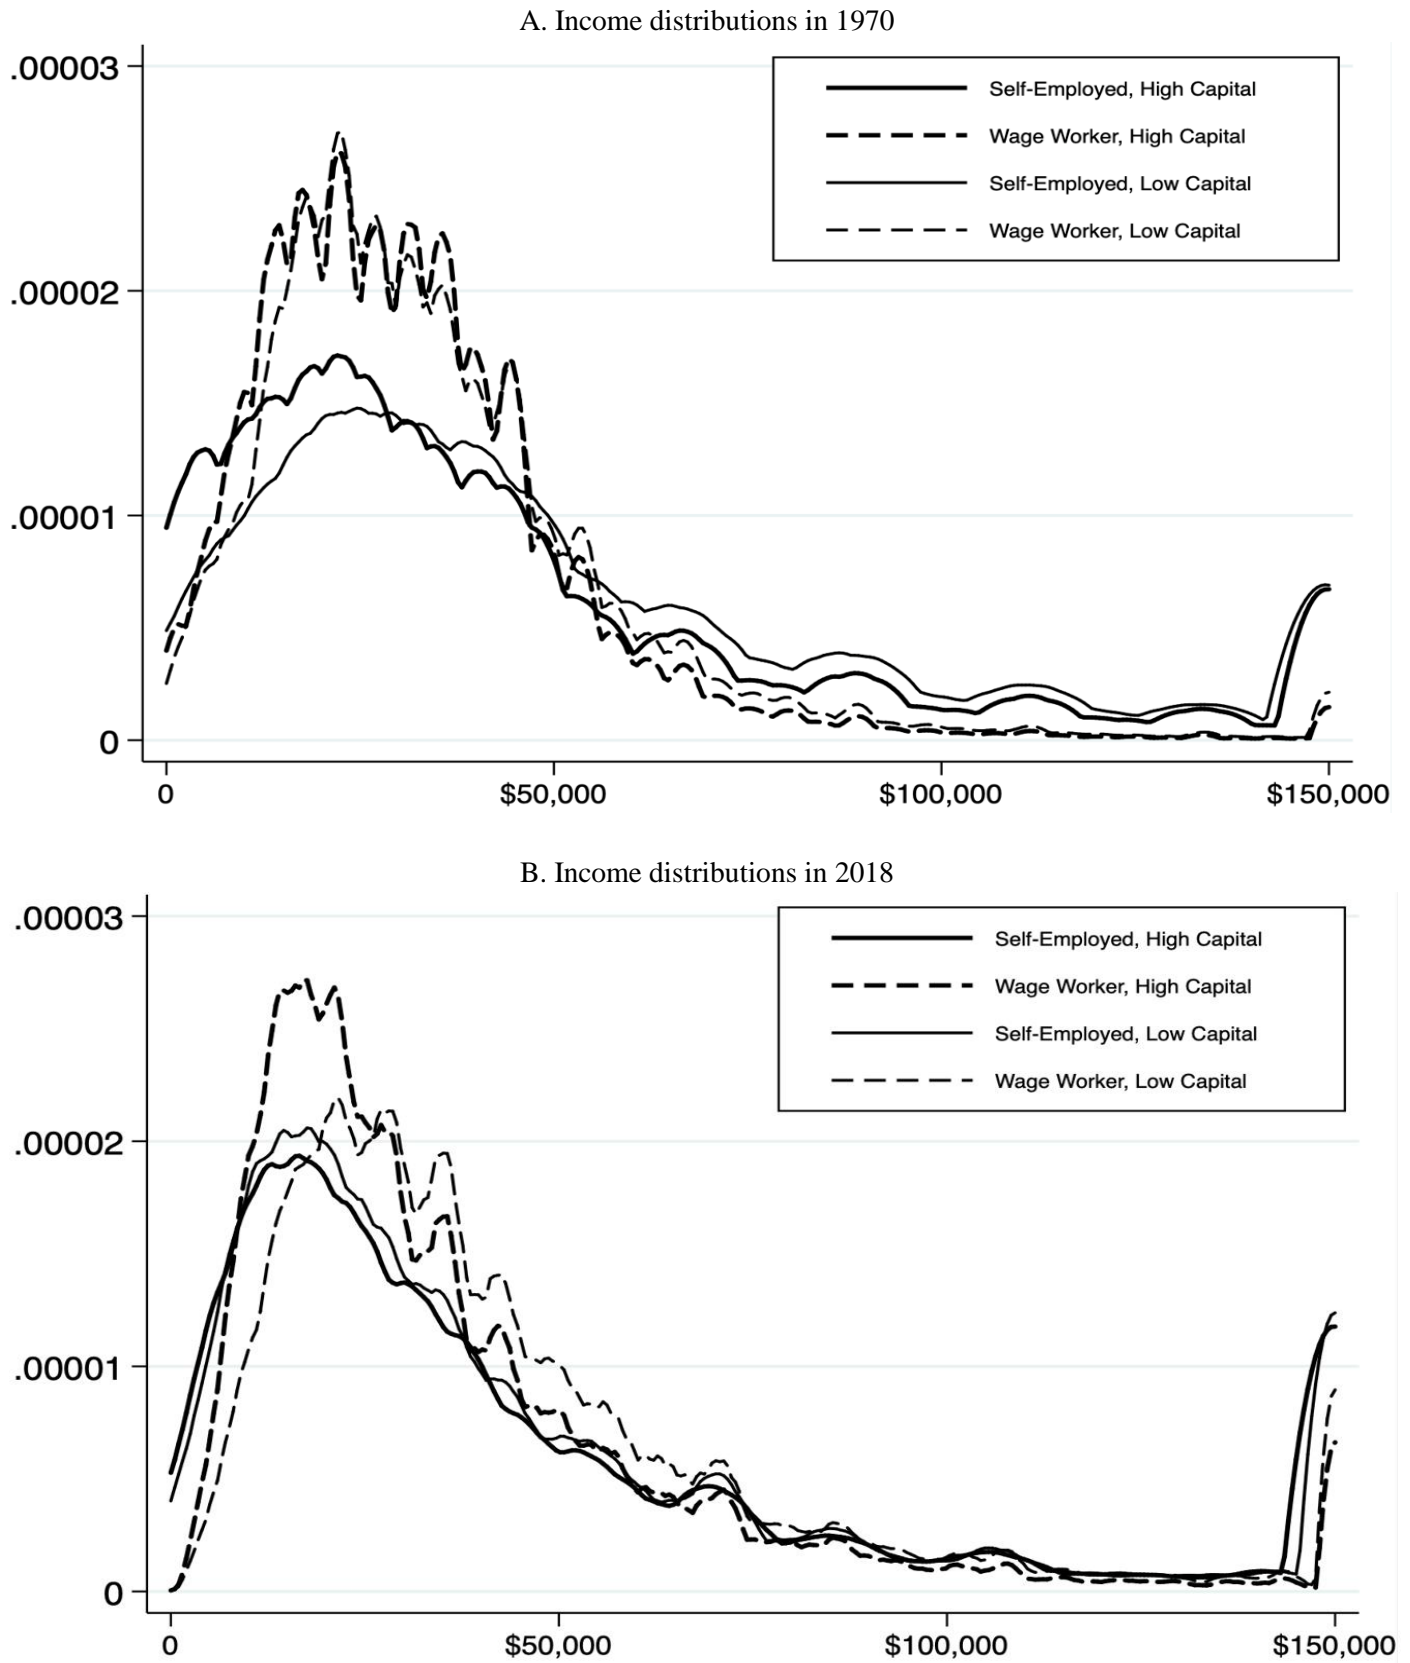 A. Income distributions in 1970
.00003
Self-Employed, High Capital
Wage Worker, High Capital
Self-Employed, Low Capital
Wage Worker, Low Capital
.00002
.00001
0
0 $50,000 $100,000 $150,000
B. Income distributions in 2018
.00003
Self-Employed, High Capital
Wage Worker, High Capital
Self-Employed, Low Capital
Wage Worker, Low Capital
.00002
.00001
0
0 $50,000 $100,000 $150,000